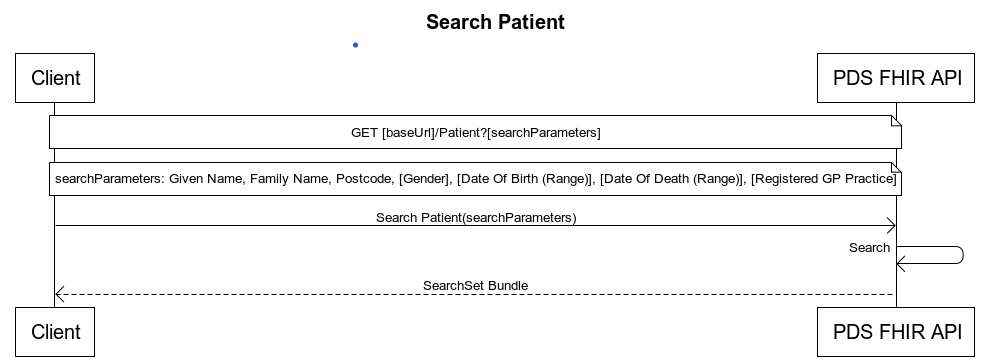 Search Patient
Client
PDS FHIR API
GET [baseUrl]/Patient?[searchParameters]
searchParameters: Given Name, Family Name, Postcode, [Gender], [Date Of Birth (Range)], [Date Of Death (Range)], [Registered GP Practice]
Search Patient(searchParameters)
Search
SearchSet Bundle
Client
PDS FHIR API